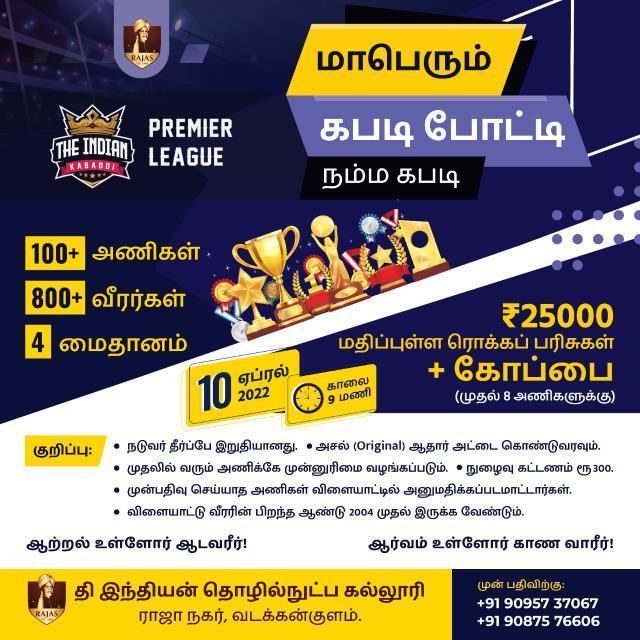 RAJAS
மாபெரும்
கபடி போட்டி
நம்ம கபடி
THE INDIAN
KABADDI
PREMIER
LEAGUE
100+ அணிகள்
800+ வீரர்கள்
4 மைதானம்
10 ஏப்ரல்
2022
காலை
9 மணி
₹25000
மதிப்புள்ள ரொக்கப் பரிசுகள்
+ கோப்பை
(முதல் 8 அணிகளுக்கு)
குறிப்பு:
• நடுவர் தீர்ப்பே இறுதியானது. • அசல் (Original) ஆதார் அட்டை கொண்டுவரவும்.
• முதலில் வரும் அணிக்கே முன்னுரிமை வழங்கப்படும். • நுழைவு கட்டணம் ரூ 300.
• முன்பதிவு செய்யாத அணிகள் விளையாட்டில் அனுமதிக்கப்படமாட்டார்கள்.
• விளையாட்டு வீரரின் பிறந்த ஆண்டு 2004 முதல் இருக்க வேண்டும்.
ஆற்றல் உள்ளோர் ஆடவரீர்! ஆர்வம் உள்ளோர் காண வாரீர்!
RAJAS
தி இந்தியன் தொழில்நுட்ப கல்லூரி
ராஜா நகர், வடக்கன்குளம்.
முன் பதிவிற்கு:
+91 90957 37067
+91 90875 76606